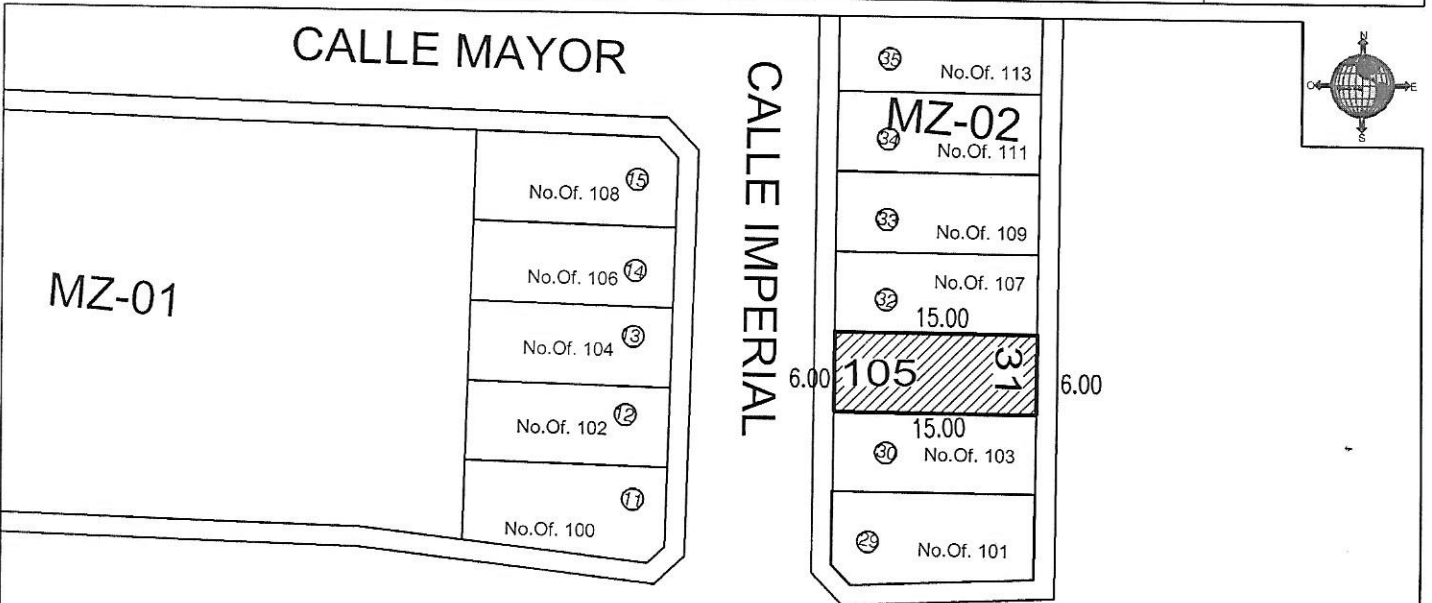 CALLE MAYOR
CALLE IMPERIAL
MZ-01
No.Of. 108 15
No.Of. 106 14
No.Of. 104 13
No.Of. 102 12
No.Of. 100 11
MZ-02
35 No.Of. 113
34 No.Of. 111
33 No.Of. 109
32 No.Of. 107
15.00
6.00 105 31 6.00
15.00
30 No.Of. 103
29 No.Of. 101
N
O E
S